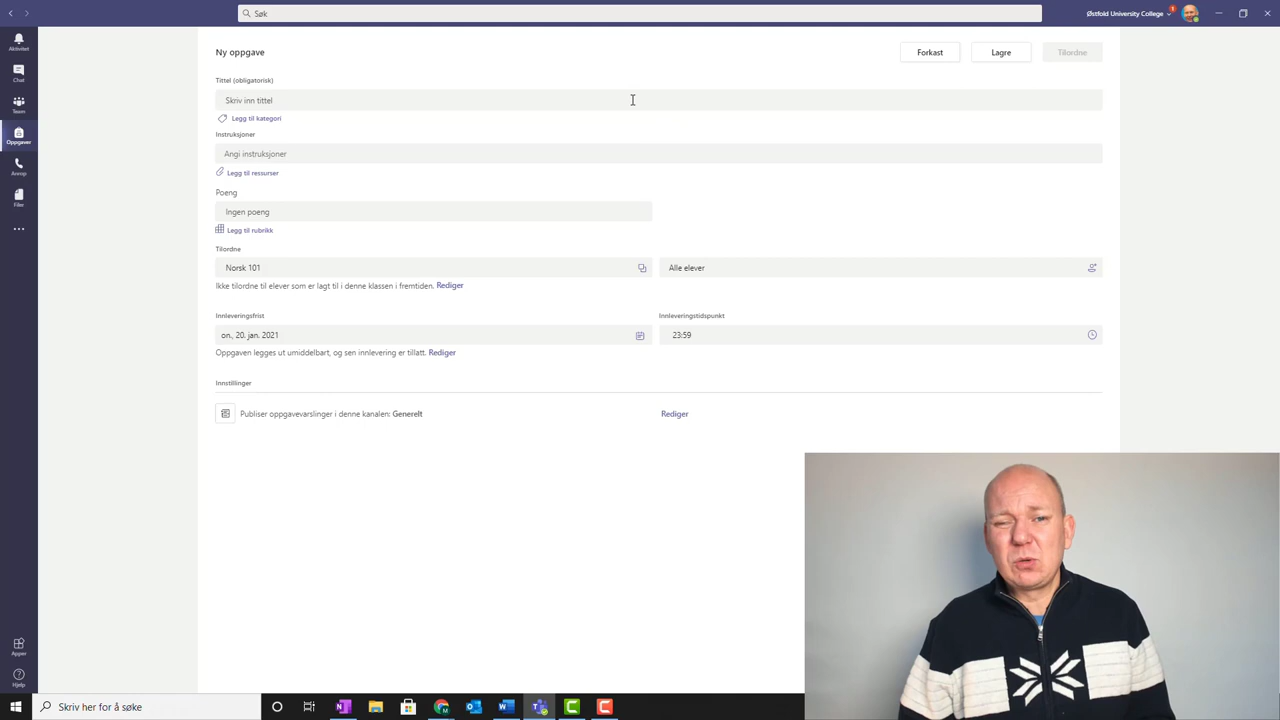 Søk
Østfold University College
1
Aktivitet
Chat
Team
Oppgaver
Anrop
Filer
Apper
Hjelp
Ny oppgave
Forkast
Lagre
Tilordne
Tittel (obligatorisk)
Skriv inn tittel
Legg til kategori
Instruksjoner
Angi instruksjoner
Legg til ressurser
Poeng
Ingen poeng
Legg til rubrikk
Tilordne
Norsk 101
Alle elever
Ikke tilordne til elever som er lagt til i denne klassen i fremtiden. Rediger
Innleveringsfrist
Innleveringstidspunkt
on., 20. jan. 2021
23:59
Oppgaven legges ut umiddelbart, og sen innlevering er tillatt. Rediger
Innstillinger
Publiser oppgavevarslinger i denne kanalen: Generelt
Rediger
Skriv her for å søke